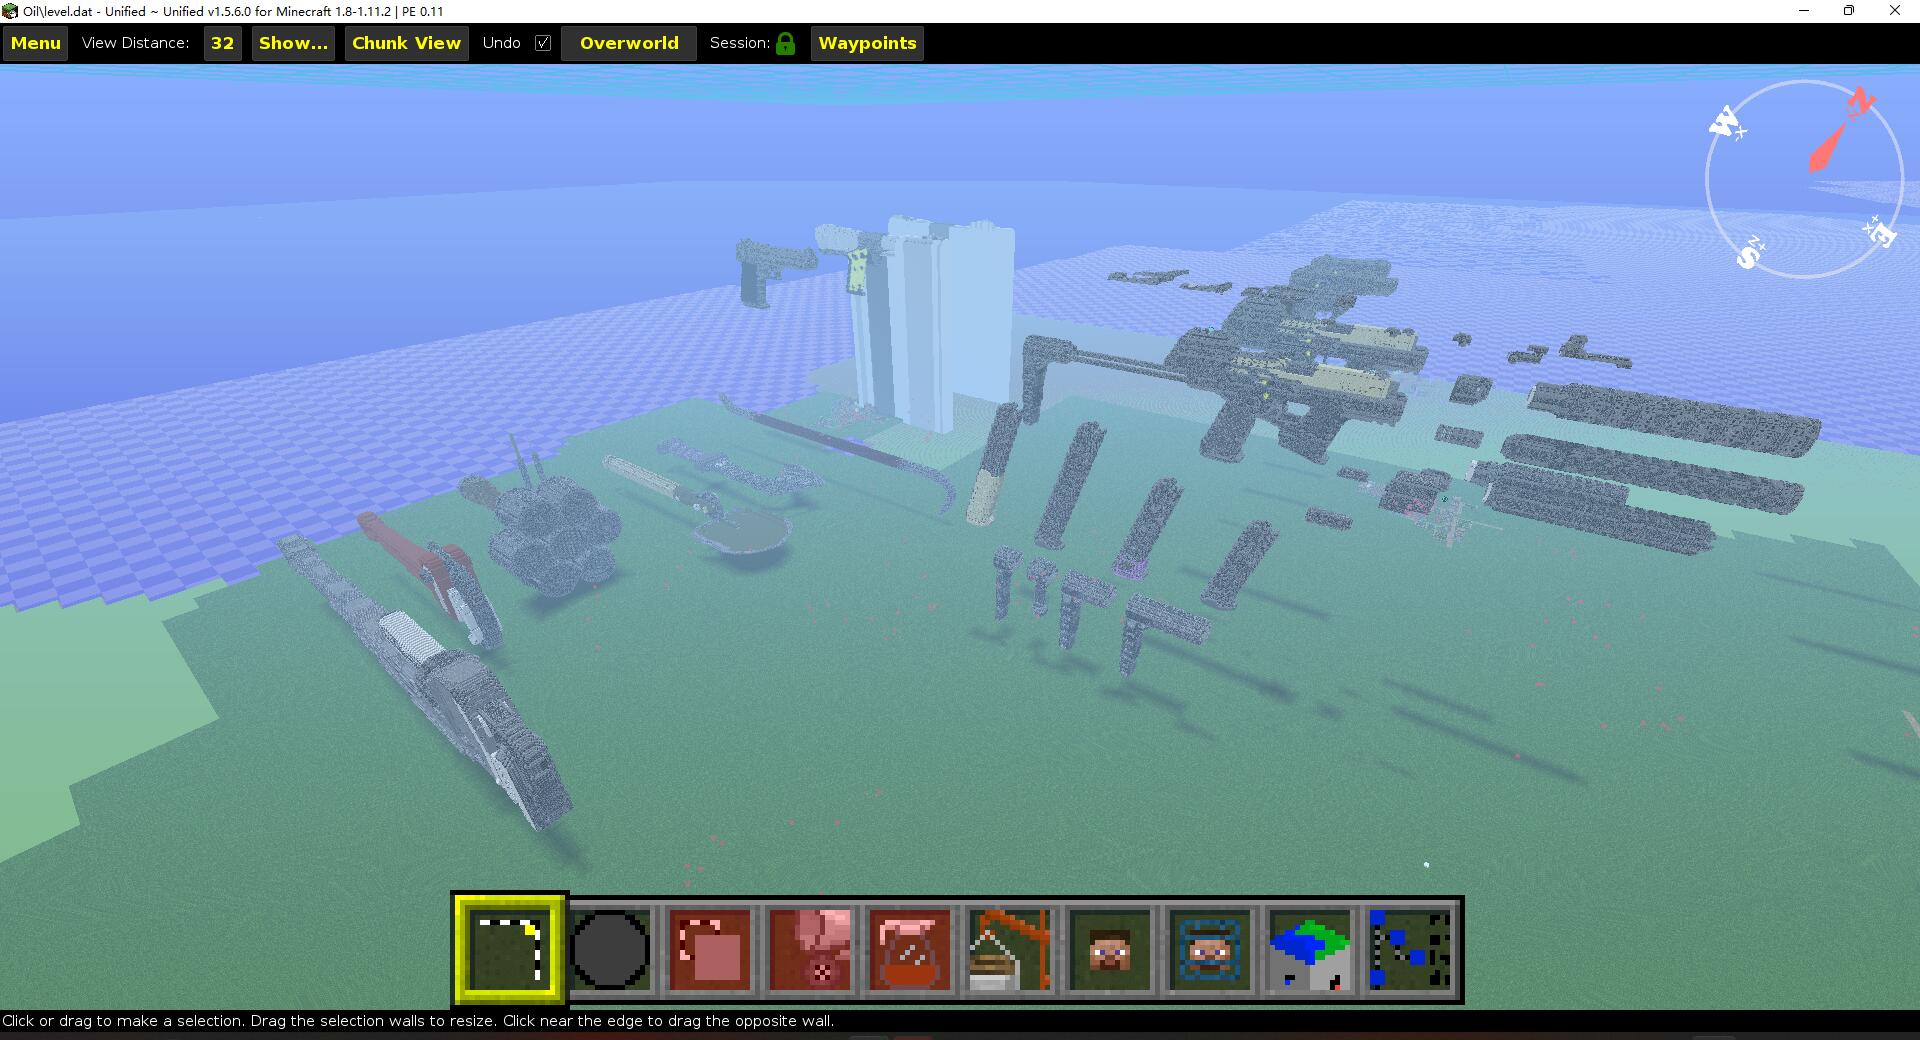 Oil\level.dat - Unified ~ Unified v1.5.6.0 for Minecraft 1.8-1.11.2 | PE 0.11
Menu View Distance: 32 Show... Chunk View Undo Overworld Session: Waypoints
N
W
X-
X+
E
Z+
S
Click or drag to make a selection. Drag the selection walls to resize. Click near the edge to drag the opposite wall.